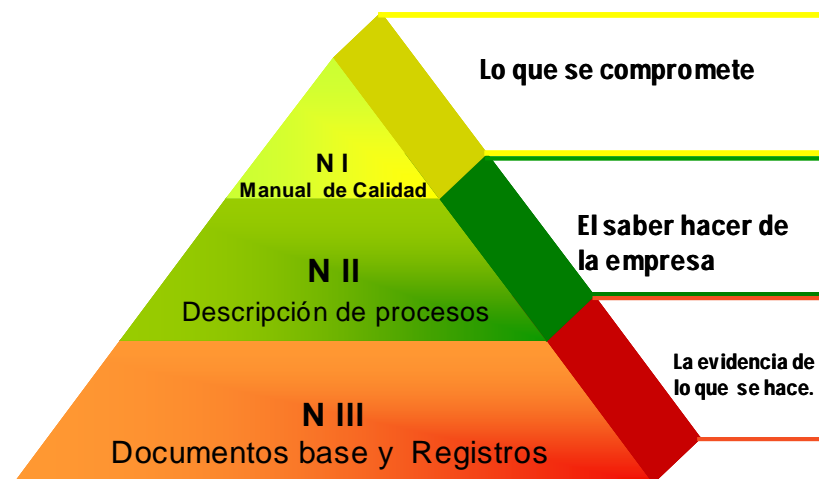 Lo que se compromete
N I
Manual de Calidad
El saber hacer de
la empresa
N II
Descripción de procesos
La evidencia de
lo que se hace.
N III
Documentos base y Registros